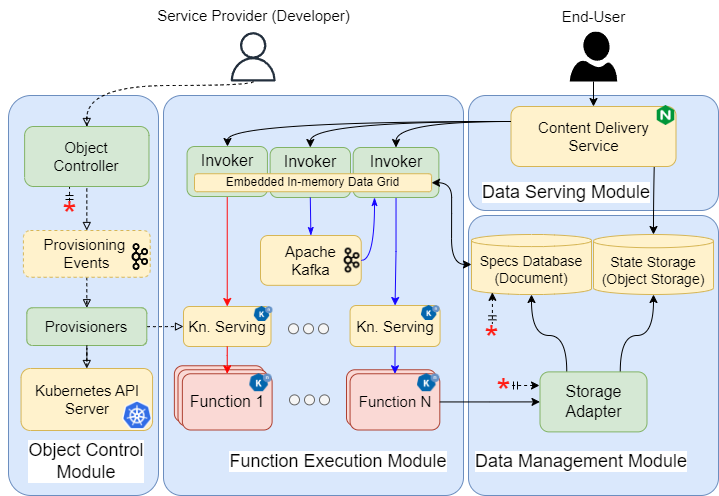 Service Provider (Developer)
End-User
Object
Controller
Provisioning
Events
Provisioners
Kubernetes API
Server
Object Control
Module
Invoker
Invoker
Invoker
Embedded In-memory Data Grid
Apache
Kafka
Kn. Serving
Kn. Serving
Function 1
Function N
Function Execution Module
Content Delivery
Service
Data Serving Module
Specs Database
(Document)
State Storage
(Object Storage)
Storage
Adapter
Data Management Module